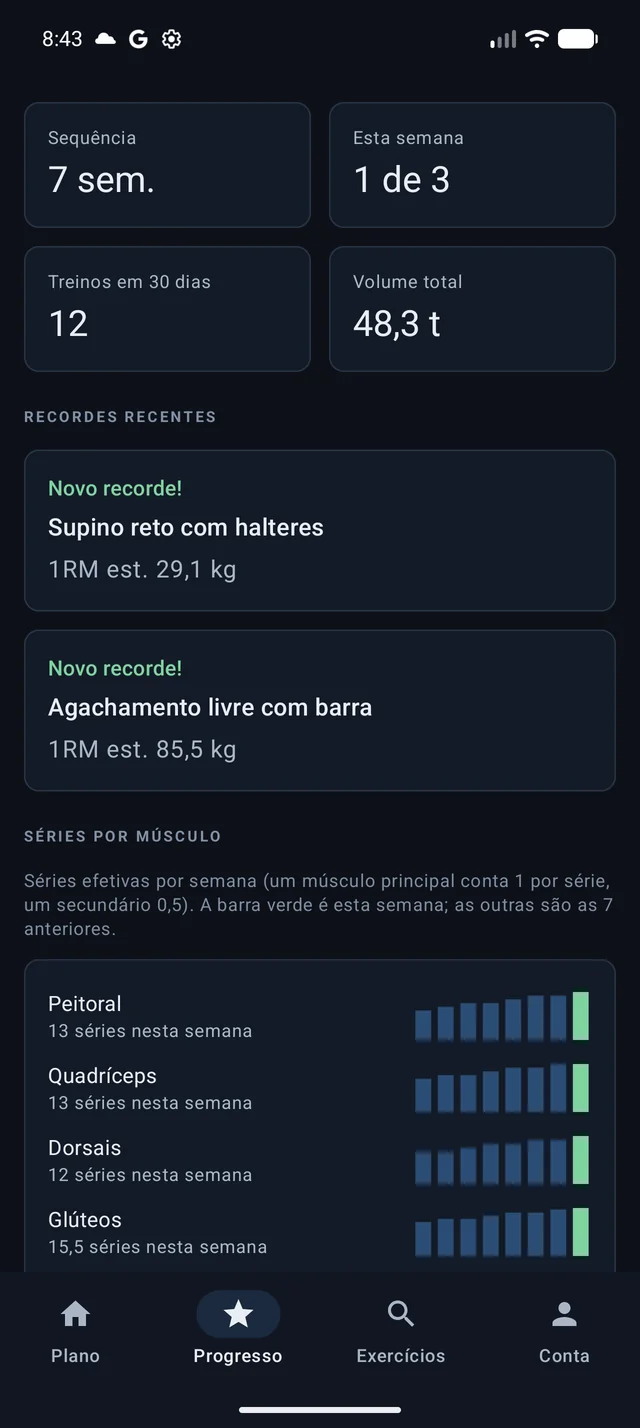 8:43
Sequência
7 sem.
Esta semana
1 de 3
Treinos em 30 dias
12
Volume total
48,3 t
RECORDES RECENTES
Novo recorde!
Supino reto com halteres
1RM est. 29,1 kg
Novo recorde!
Agachamento livre com barra
1RM est. 85,5 kg
SÉRIES POR MÚSCULO
Séries efetivas por semana (um músculo principal conta 1 por série,
um secundário 0,5). A barra verde é esta semana; as outras são as 7
anteriores.
Peitoral
13 séries nesta semana
Quadríceps
13 séries nesta semana
Dorsais
12 séries nesta semana
Glúteos
15,5 séries nesta semana
Plano
Progresso
Exercícios
Conta